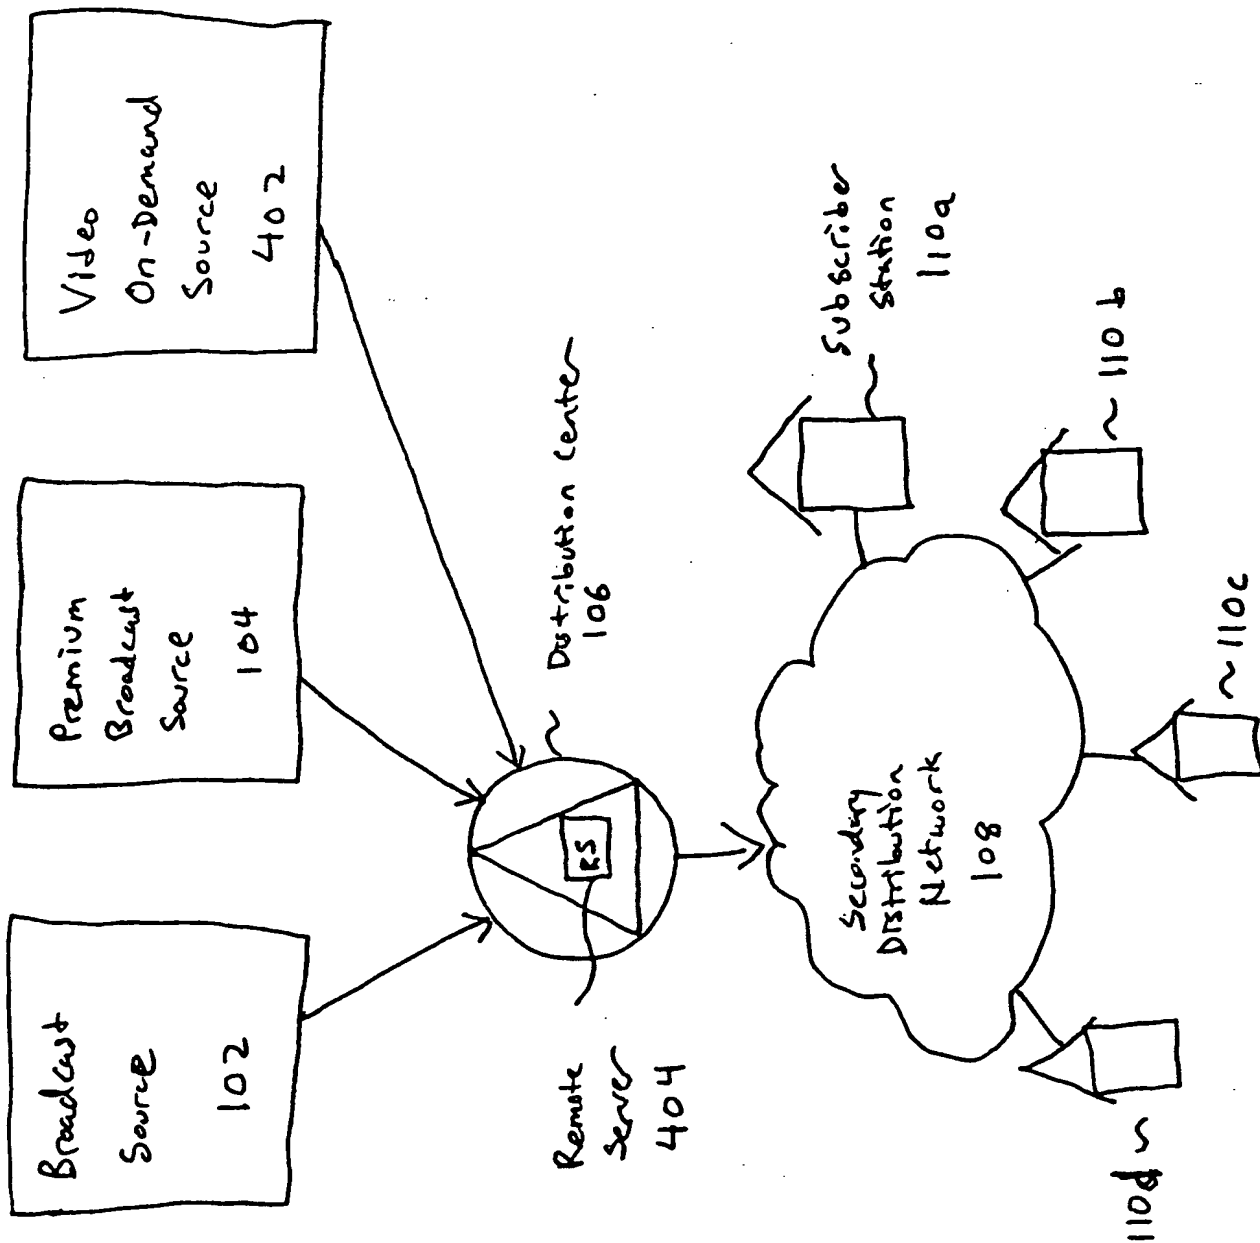 Broadcast
Source
102
Premium
Broadcast
Source
104
Video
On-Demand
Source
402
Distribution Center
106
RS
Remote
Server
404
Secondary
Distribution
Network
108
Subscriber
Station
110a
~ 110b
~ 110c
110d ~